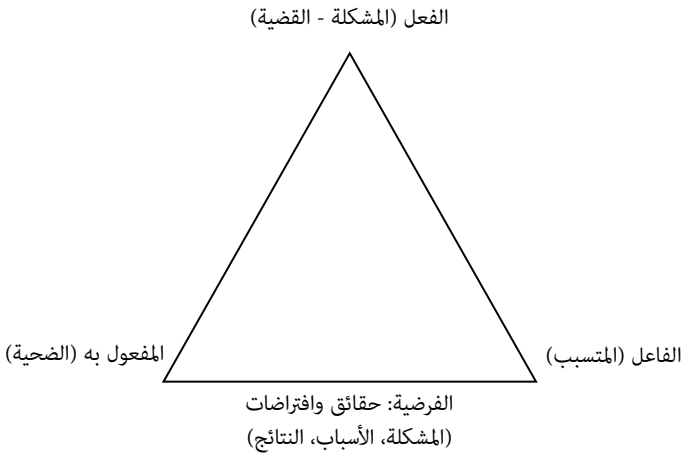 الفعل (المشكلة - القضية)
الفاعل (المتسبب)
المفعول به (الضحية)
الفرضية: حقائق وافتراضات
(المشكلة، الأسباب، النتائج)